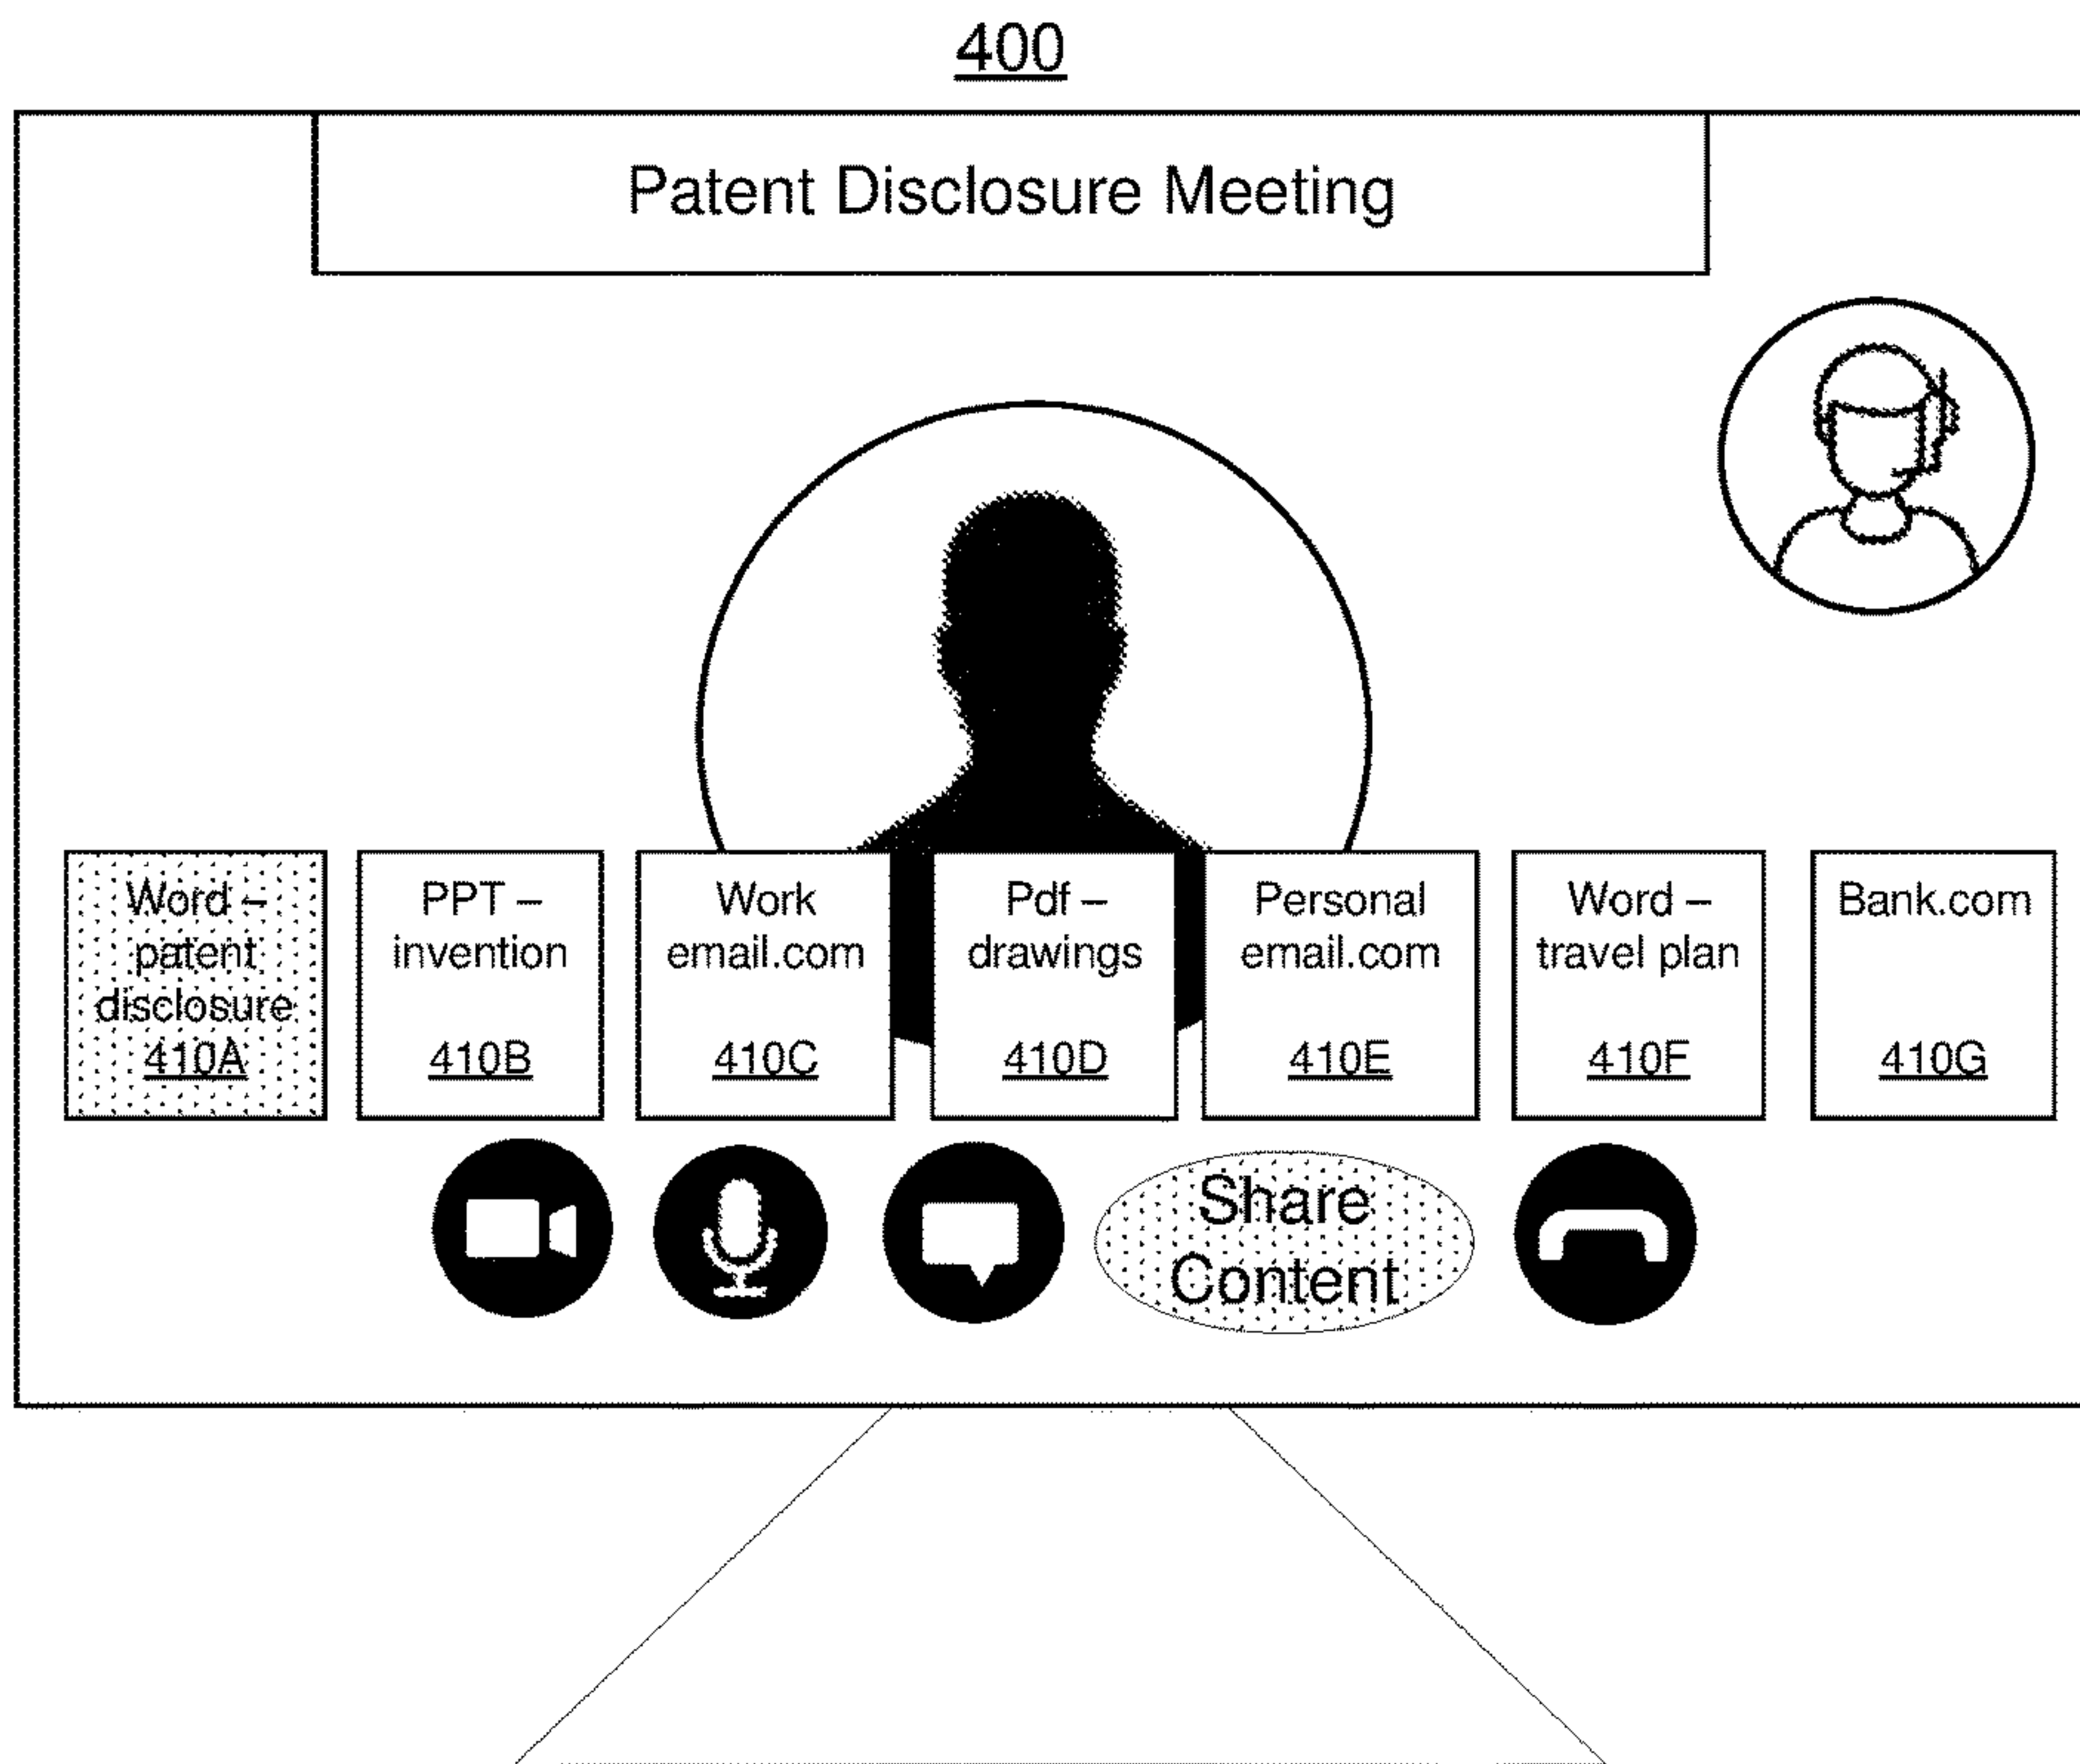 400
Patent Disclosure Meeting
Word –
patent
disclosure
410A
PPT –
invention
410B
Work
email.com
410C
Pdf –
drawings
410D
Personal
email.com
410E
Word –
travel plan
410F
Bank.com
410G
Share
Content